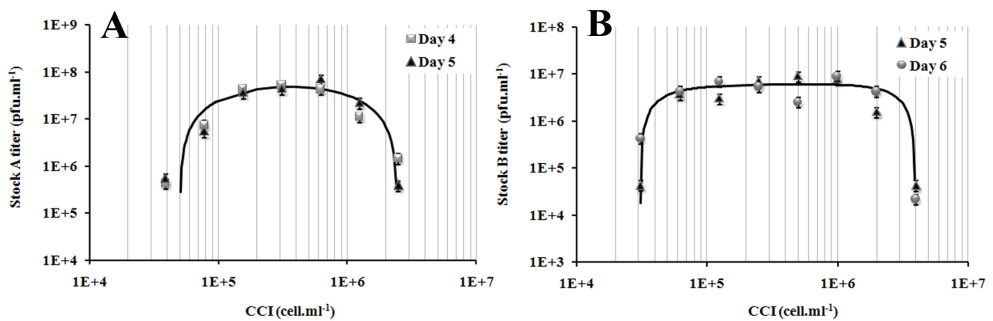 A
1E+9
1E+8
1E+7
1E+6
1E+5
1E+4
Stock A titer (pfu.ml-1)
Day 4
Day 5
1E+4 1E+5 1E+6 1E+7
CCI (cell.ml-1)
B
1E+8
1E+7
1E+6
1E+5
1E+4
1E+3
Stock B titer (pfu.ml-1)
Day 5
Day 6
1E+4 1E+5 1E+6 1E+7
CCI (cell.ml-1)